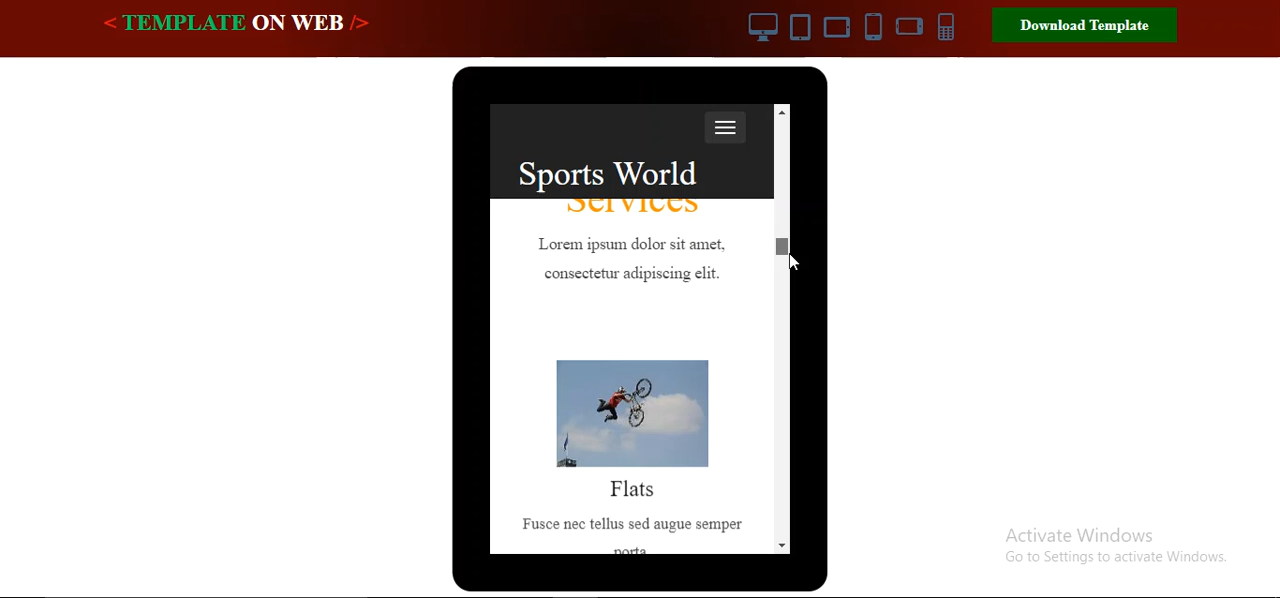 < TEMPLATE ON WEB />
Download Template
Sports World
Services
Lorem ipsum dolor sit amet,
consectetur adipiscing elit.
Flats
Fusce nec tellus sed augue semper
porta.
Activate Windows
Go to Settings to activate Windows.